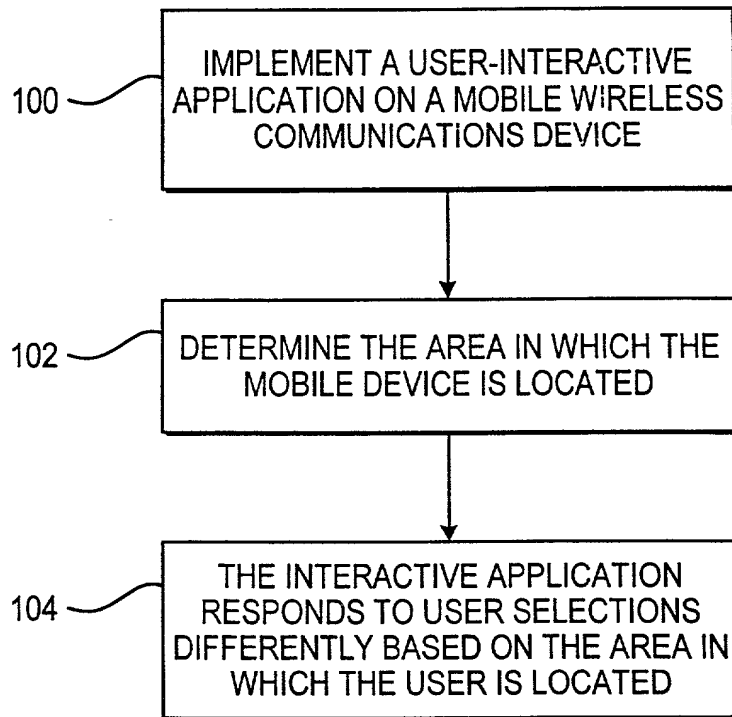 100
IMPLEMENT A USER-INTERACTIVE
APPLICATION ON A MOBILE WIRELESS
COMMUNICATIONS DEVICE
102
DETERMINE THE AREA IN WHICH THE
MOBILE DEVICE IS LOCATED
104
THE INTERACTIVE APPLICATION
RESPONDS TO USER SELECTIONS
DIFFERENTLY BASED ON THE AREA IN
WHICH THE USER IS LOCATED